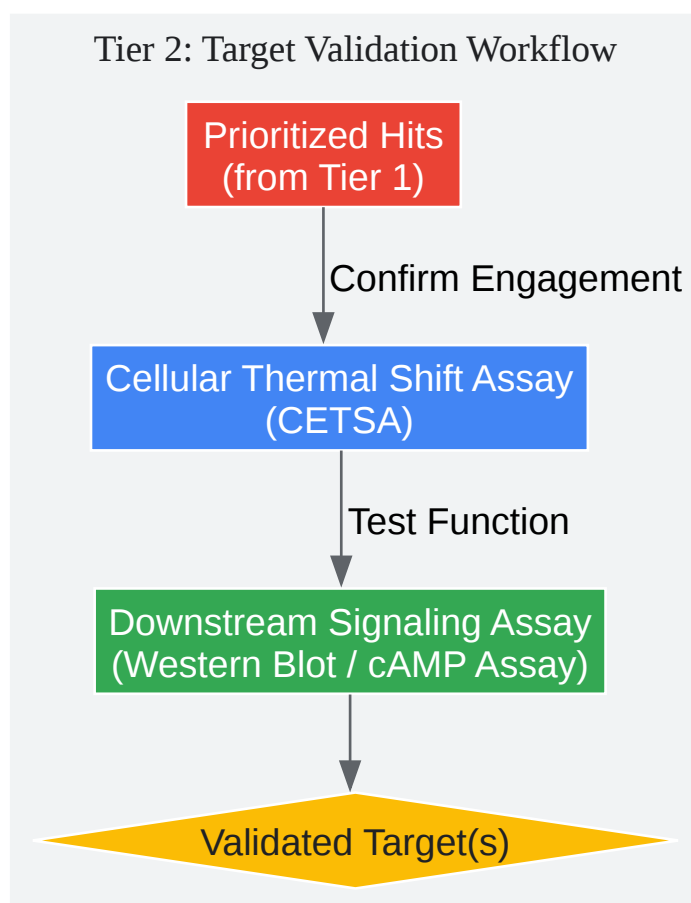 Tier 2: Target Validation Workflow
Prioritized Hits
(from Tier 1)
Confirm Engagement
Cellular Thermal Shift Assay
(CETSA)
Test Function
Downstream Signaling Assay
(Western Blot / cAMP Assay)
Validated Target(s)